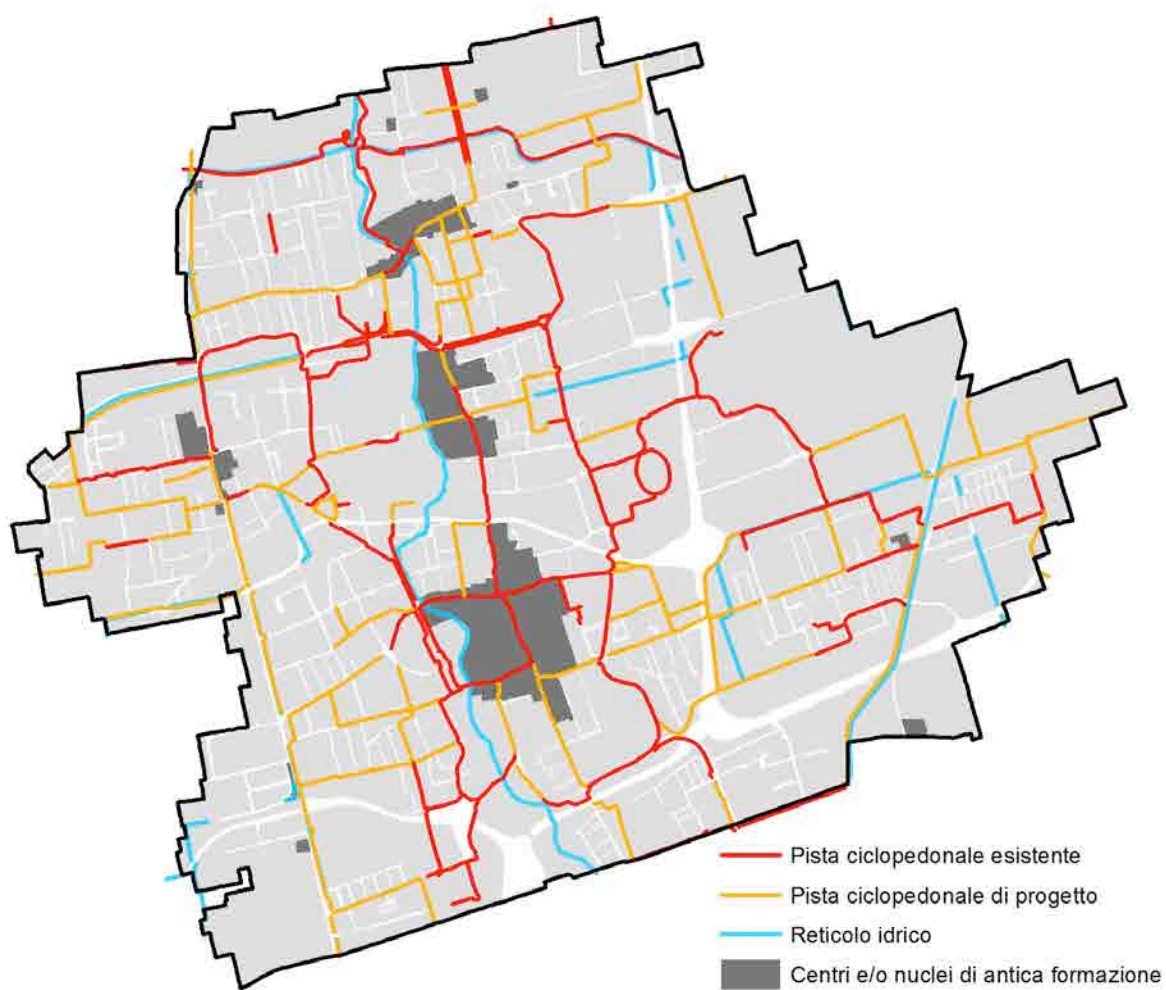 Pista ciclopedonale esistente
Pista ciclopedonale di progetto
Reticolo idrico
Centri e/o nuclei di antica formazione